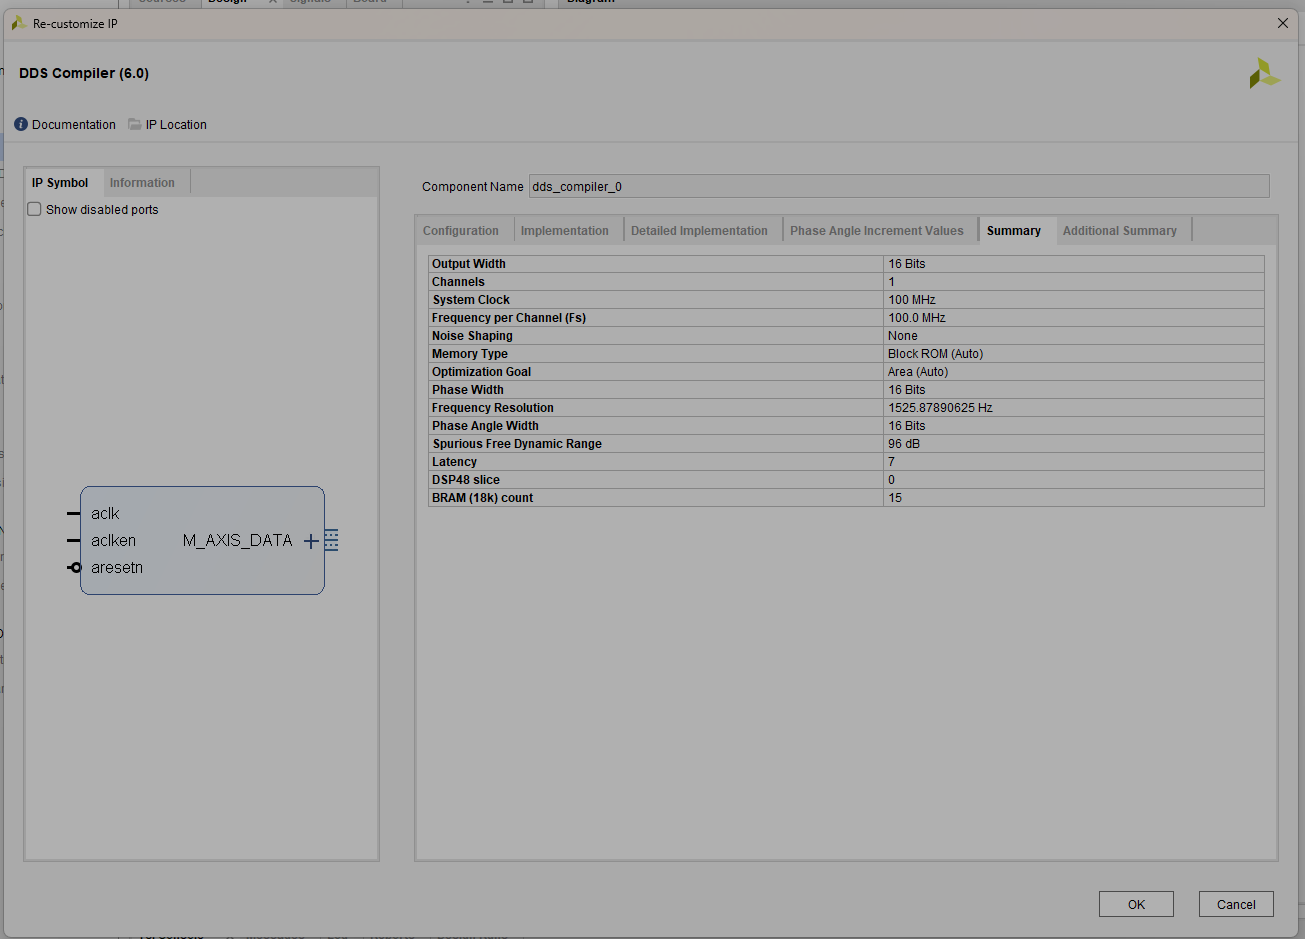 Re-customize IP
DDS Compiler (6.0)
Documentation IP Location
IP Symbol Information
Show disabled ports
aclk
aclken M_AXIS_DATA
aresetn
Component Name dds_compiler_0
Configuration Implementation Detailed Implementation Phase Angle Increment Values Summary Additional Summary
Output Width 16 Bits
Channels 1
System Clock 100 MHz
Frequency per Channel (Fs) 100.0 MHz
Noise Shaping None
Memory Type Block ROM (Auto)
Optimization Goal Area (Auto)
Phase Width 16 Bits
Frequency Resolution 1525.87890625 Hz
Phase Angle Width 16 Bits
Spurious Free Dynamic Range 96 dB
Latency 7
DSP48 slice 0
BRAM (18k) count 15
OK Cancel